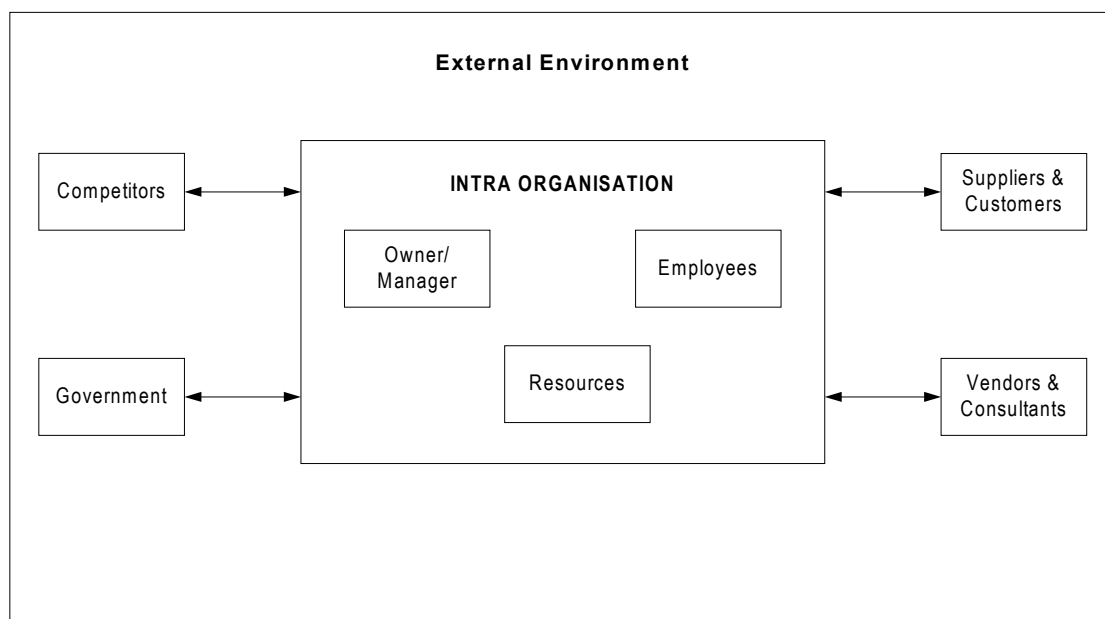 External Environment
Competitors
INTRA ORGANISATION
Suppliers &
Customers
Owner/
Manager
Employees
Government
Resources
Vendors &
Consultants